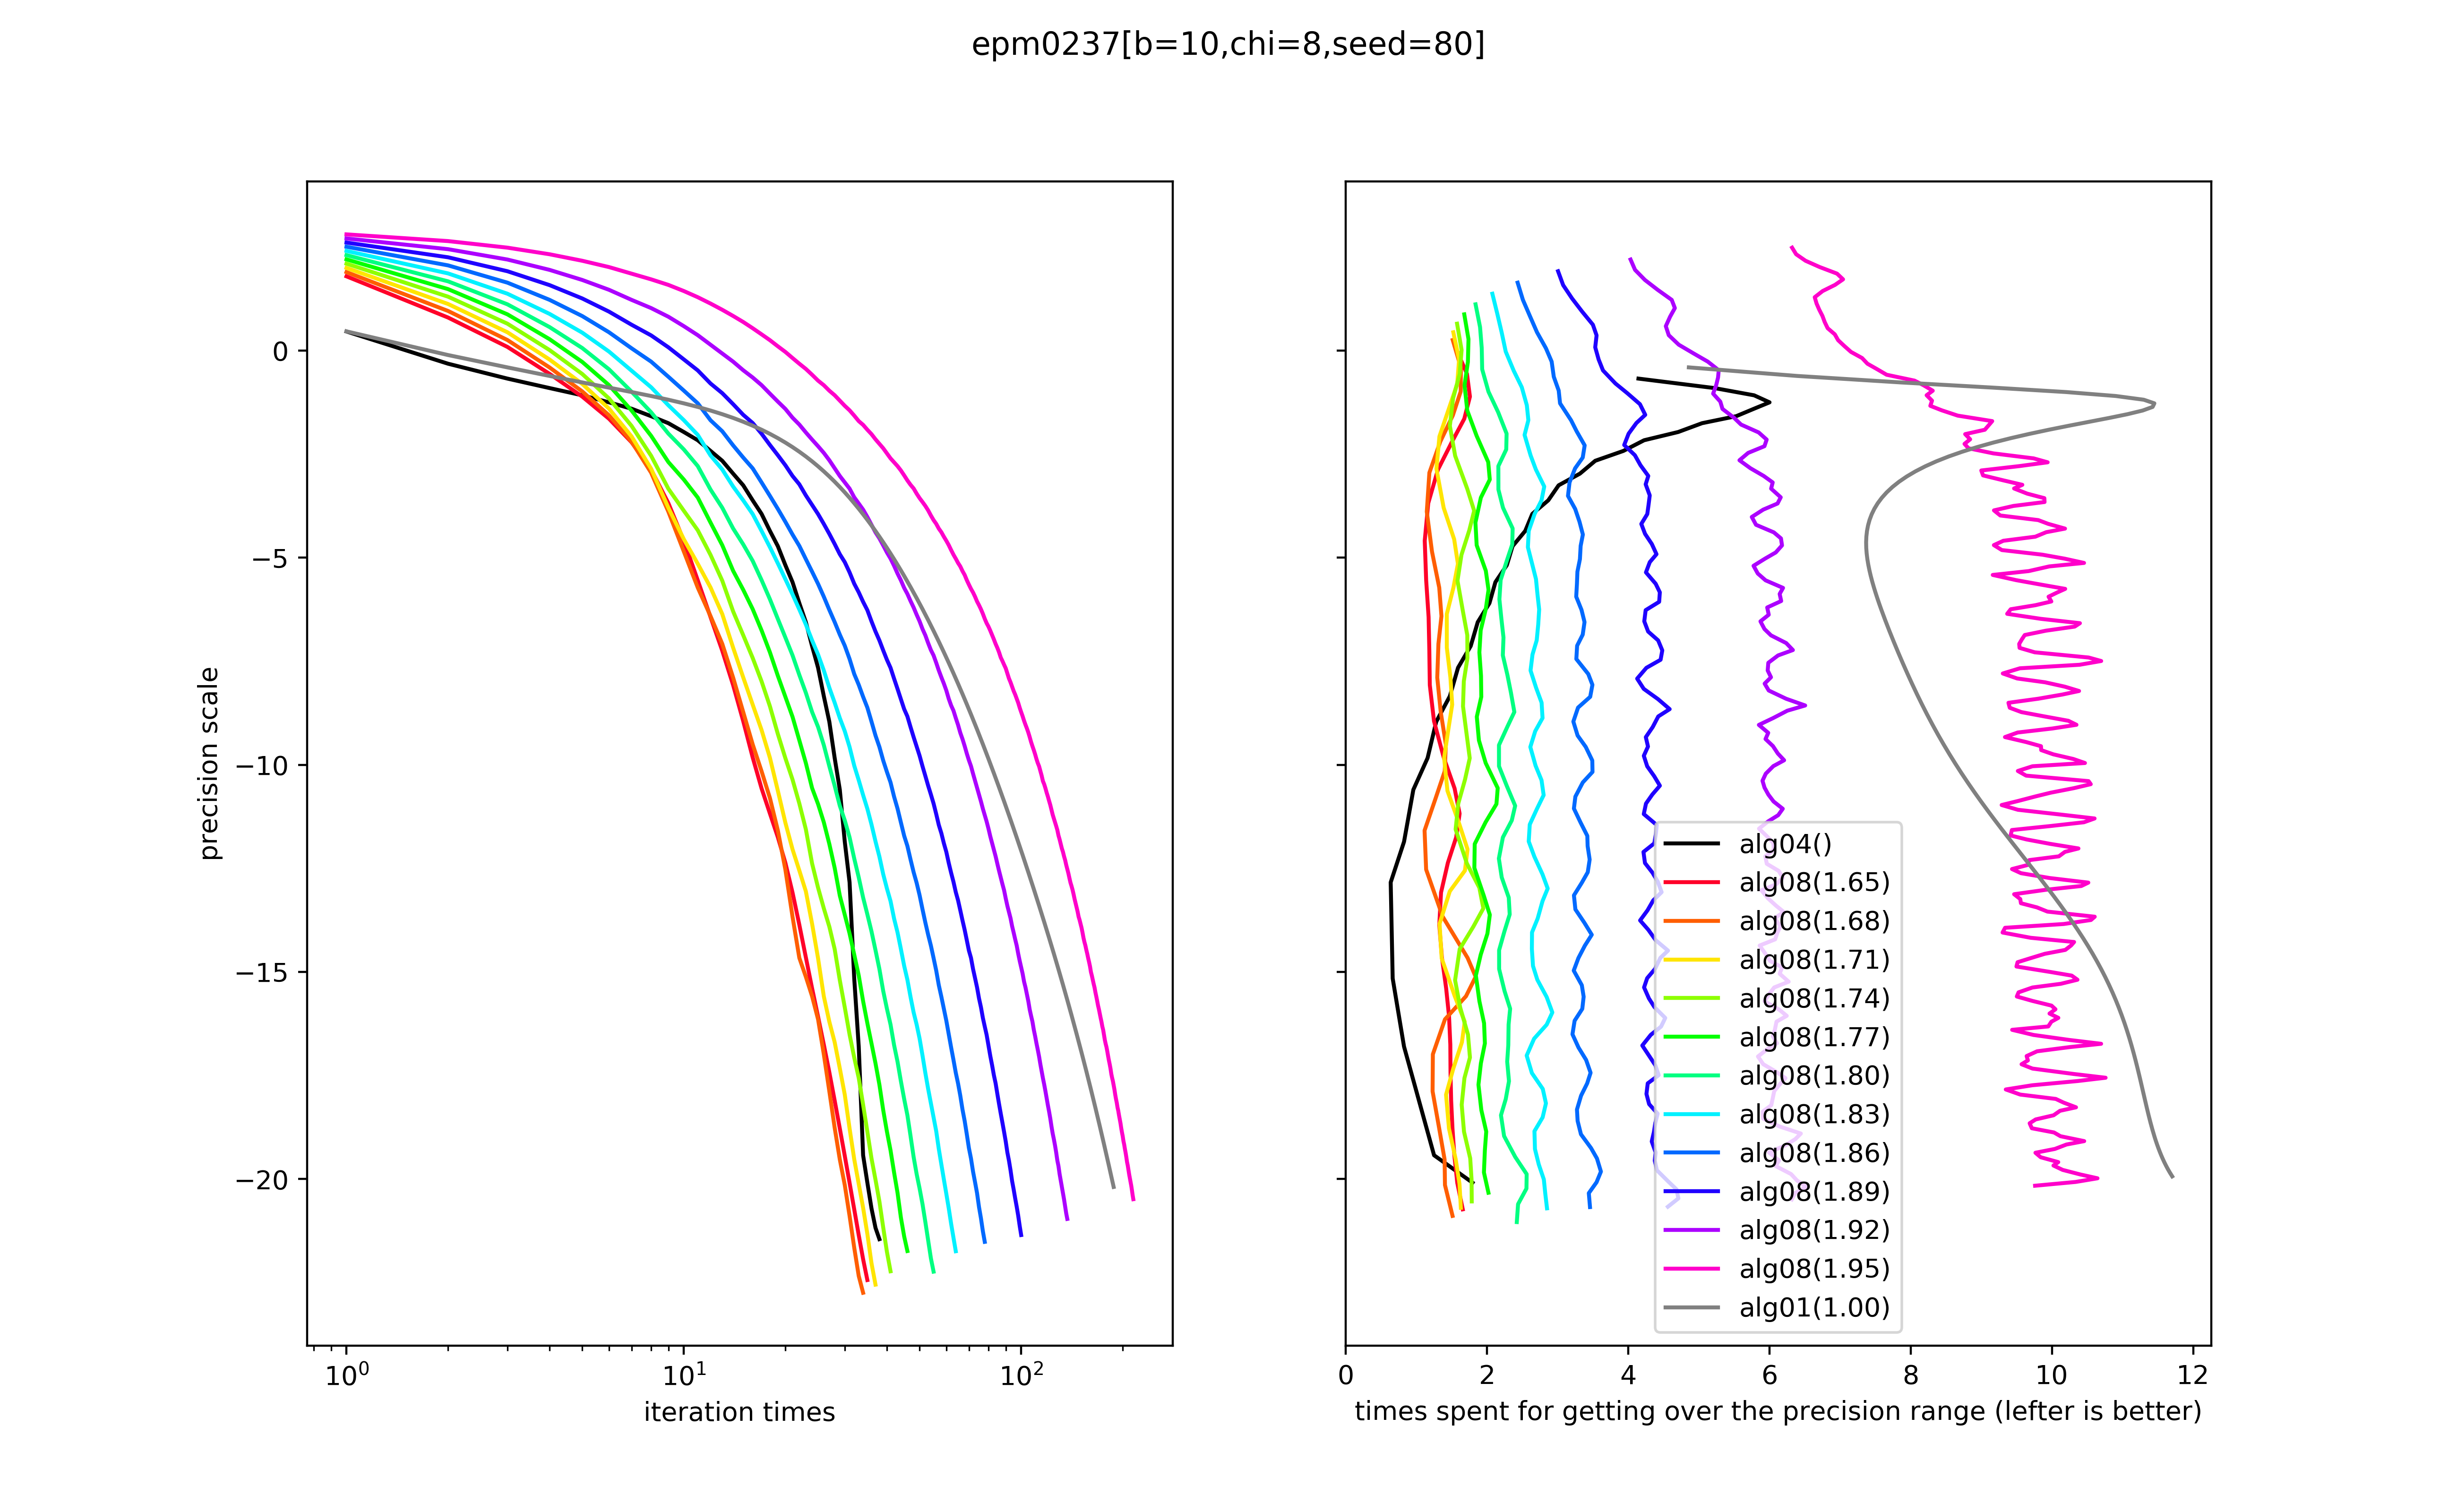 epm0237[b=10,chi=8,seed=80]
precision scale
0
−5
−10
−15
−20
10⁰
10¹
10²
iteration times
0
2
4
6
8
10
12
times spent for getting over the precision range (lefter is better)
alg04()
alg08(1.65)
alg08(1.68)
alg08(1.71)
alg08(1.74)
alg08(1.77)
alg08(1.80)
alg08(1.83)
alg08(1.86)
alg08(1.89)
alg08(1.92)
alg08(1.95)
alg01(1.00)